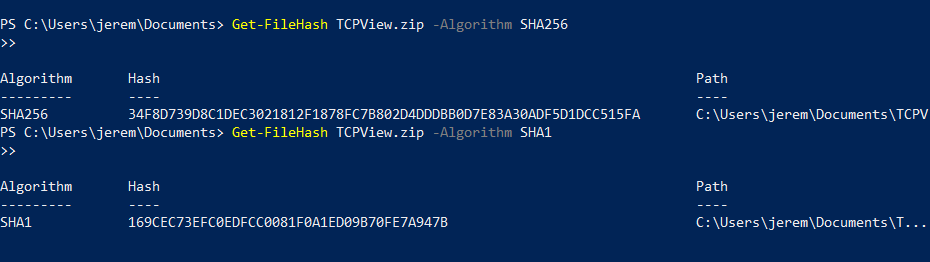 PS C:\Users\jerem\Documents> Get-FileHash TCPView.zip -Algorithm SHA256
>>
Algorithm Hash Path
--------- ---- ----
SHA256 34F8D739D8C1DEC3021812F1878FC7B802D4DDDBB0D7E83A30ADF5D1DCC515FA C:\Users\jerem\Documents\TCPV
PS C:\Users\jerem\Documents> Get-FileHash TCPView.zip -Algorithm SHA1
>>
Algorithm Hash Path
--------- ---- ----
SHA1 169CEC73EFC0EDFCC0081F0A1ED09B70FE7A947B C:\Users\jerem\Documents\T...